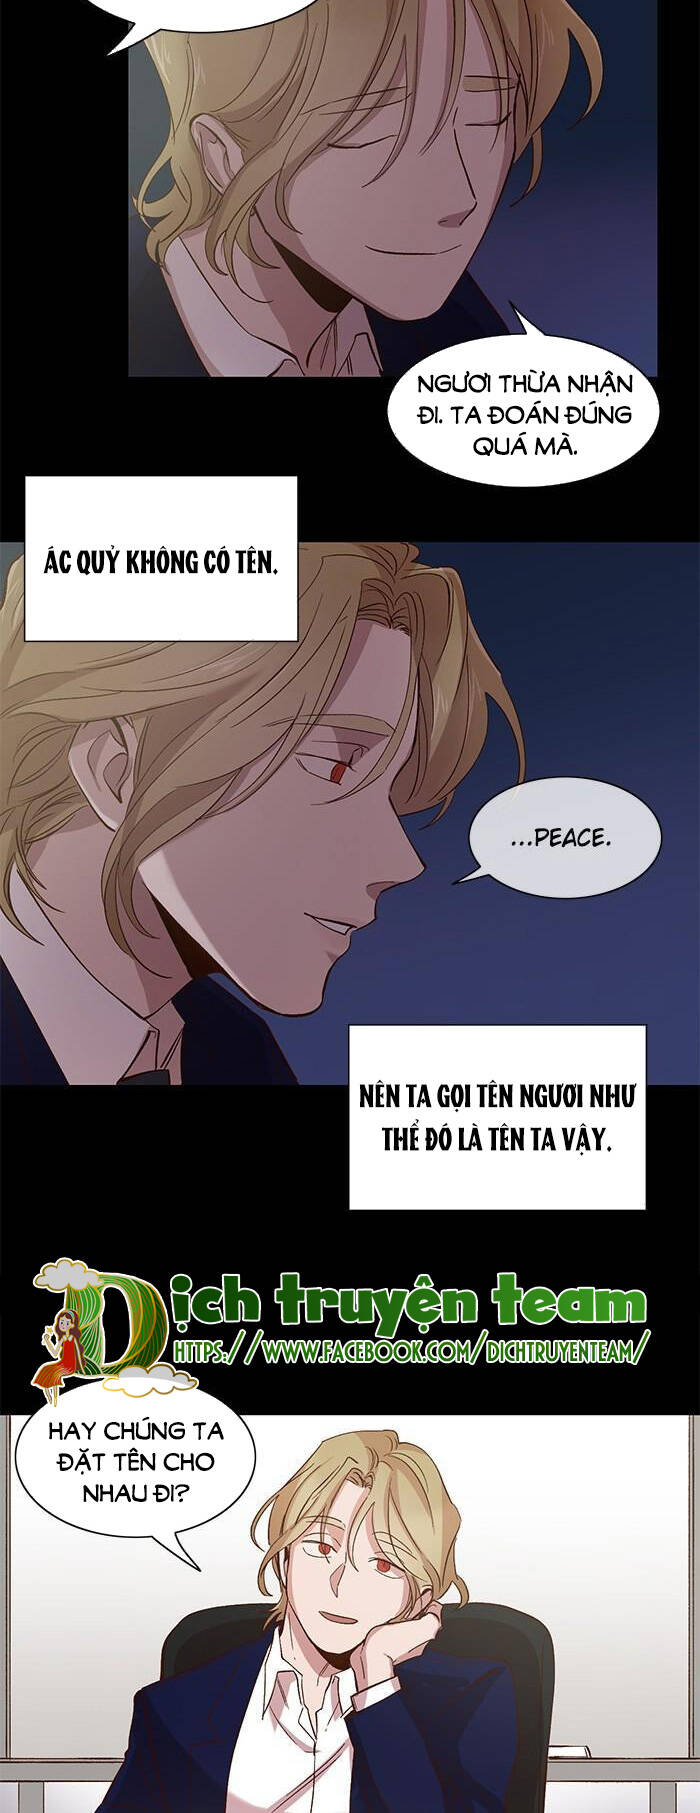 NGƯƠI THỪA NHẬN
ĐI. TA ĐOÁN ĐÚNG
QUÁ MÀ.
ÁC QUỶ KHÔNG CÓ TÊN.
...PEACE.
NÊN TA GỌI TÊN NGƯƠI NHƯ
THỂ ĐÓ LÀ TÊN TA VẬY.
Dịch truyện team
HTTPS://WWW.FACEBOOK.COM/DICHTRUYENTEAM/
HAY CHÚNG TA
ĐẶT TÊN CHO
NHAU ĐI?